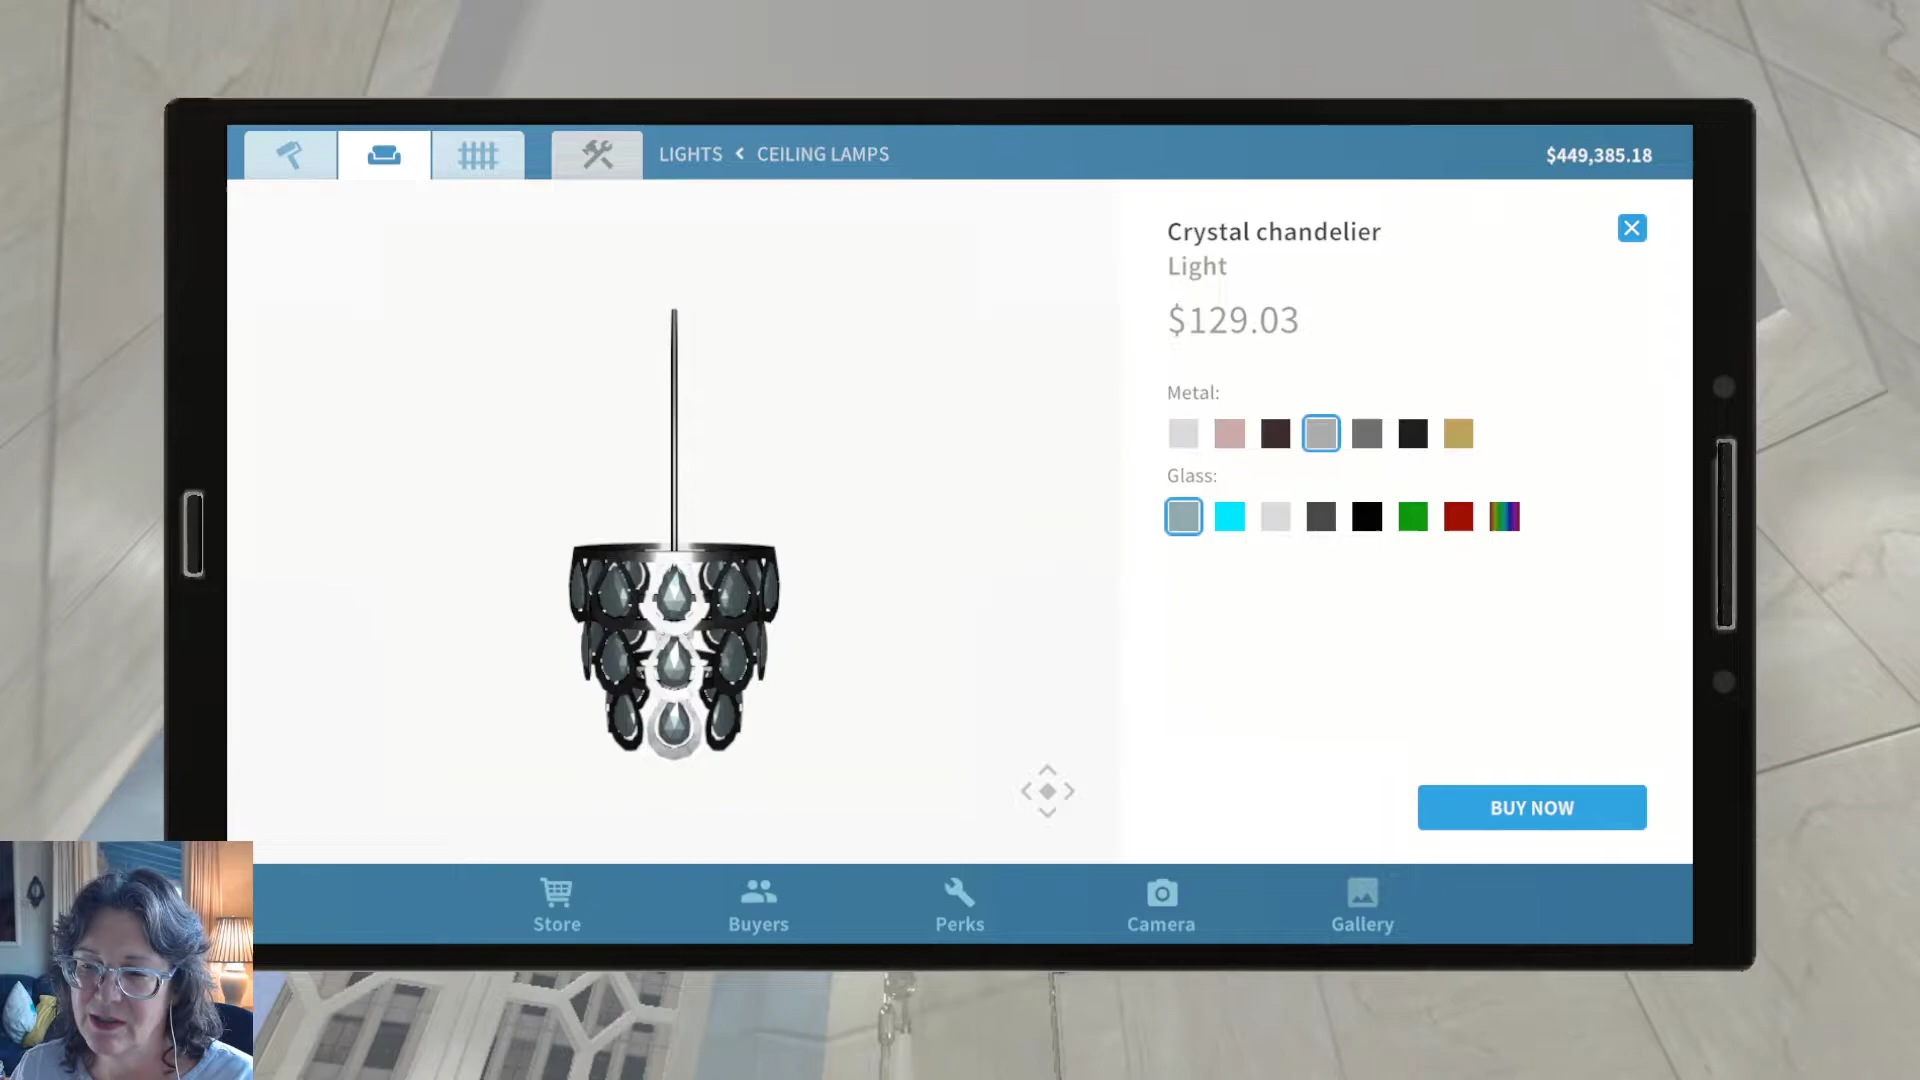 LIGHTS < CEILING LAMPS
$449,385.18
Crystal chandelier
Light
$129.03
Metal:
Glass:
BUY NOW
Store
Buyers
Perks
Camera
Gallery